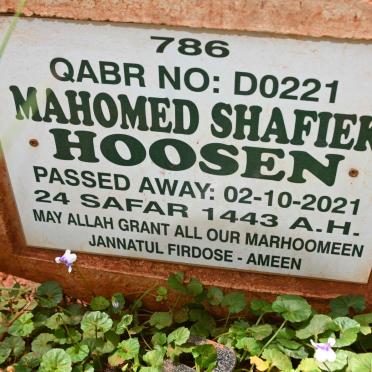 786
QABR NO: D0221
MAHOMED SHAFIEK
HOOSEN
PASSED AWAY: 02-10-2021
24 SAFAR 1443 A.H.
MAY ALLAH GRANT ALL OUR MARHOOMEEN
JANNATUL FIRDOSE - AMEEN